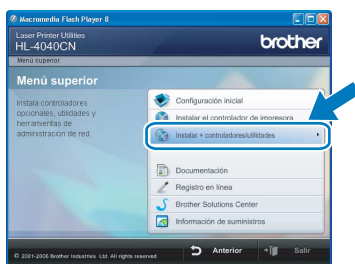 Macromedia Flash Player 8
Laser Printer Utilities
HL-4040CN
brother
Menú superior
Menú superior
Instala controladores
opcionales, utilidades y
herramientas de
administración de red.
Configuración inicial
Instalar el controlador de impresora
Instalar + controladores/utilidades
Documentación
Registro en línea
Brother Solutions Center
Información de suministros
© 2001-2006 Brother Industries Ltd. All rights reserved
Anterior
Salir